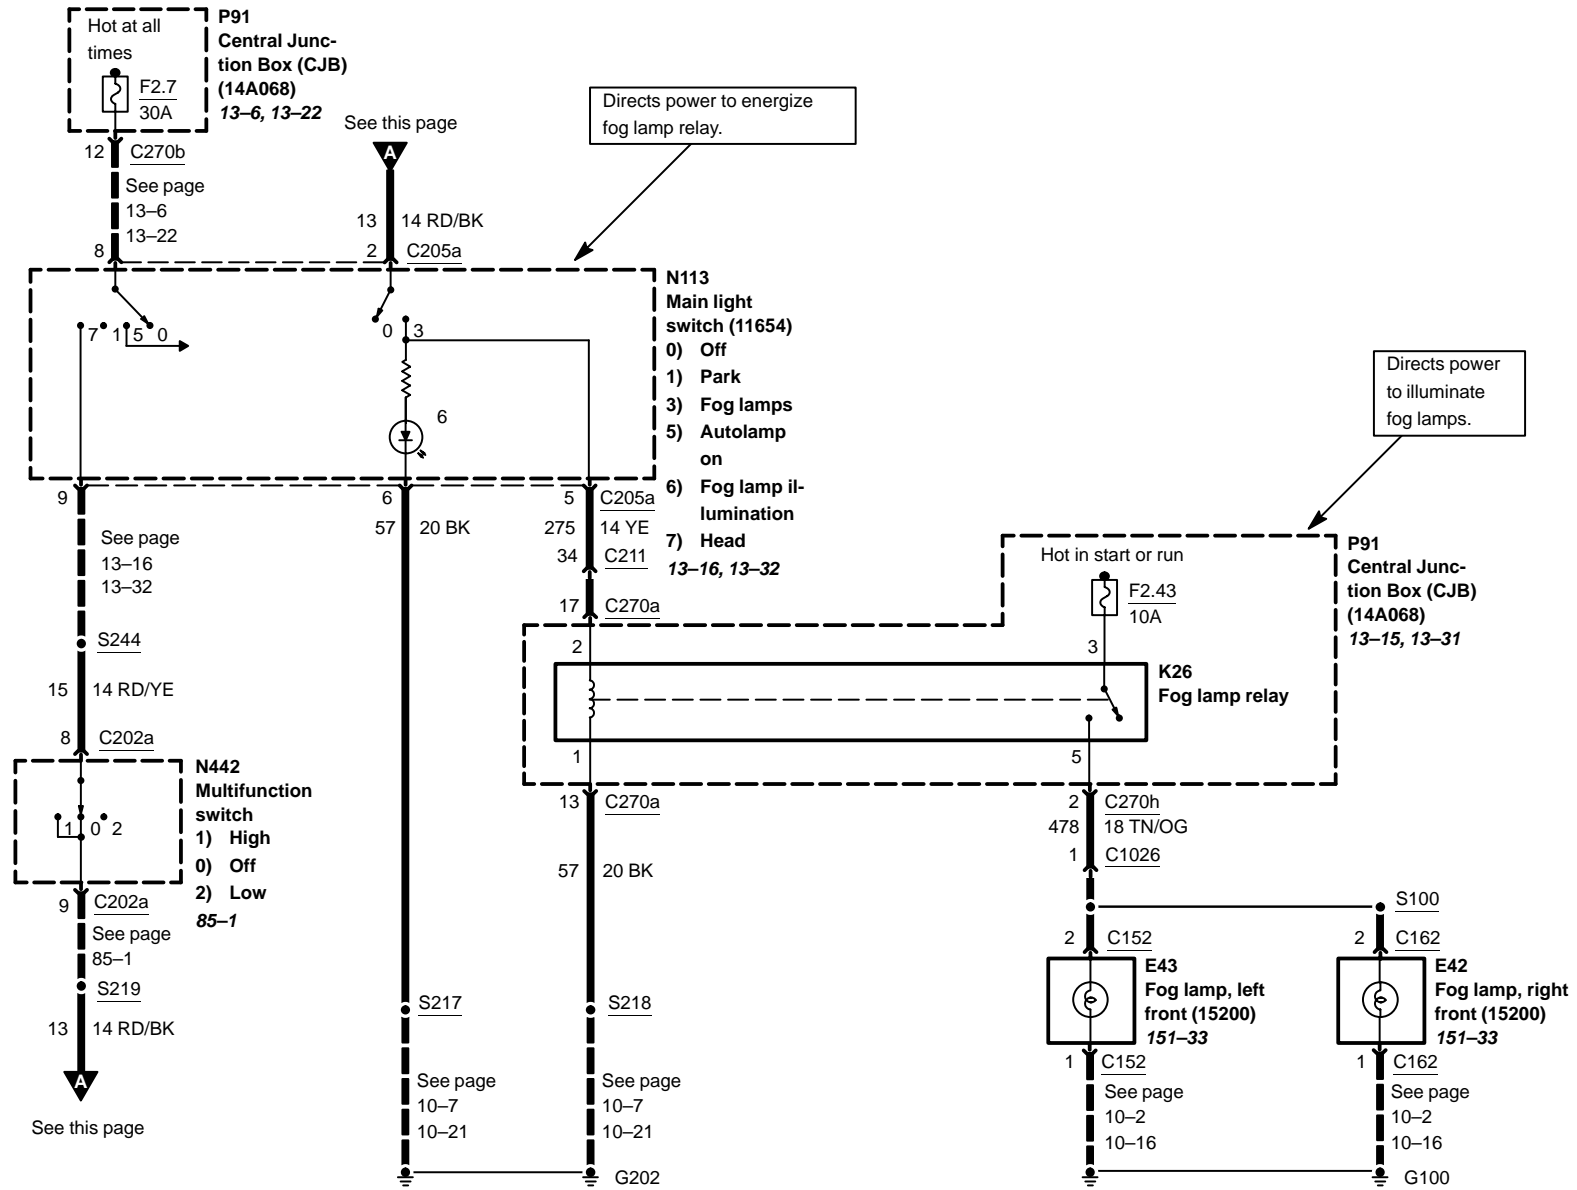 Hot at all
times
F2.7
30A
P91
Central Junc-
tion Box (CJB)
(14A068)
13–6, 13–22
12 C270b
See page
13–6
13–22
8
See this page
A
13 14 RD/BK
2 C205a
Directs power to energize
fog lamp relay.
7 1 5 0
0 3
6
N113
Main light
switch (11654)
0) Off
1) Park
3) Fog lamps
5) Autolamp
on
6) Fog lamp il-
lumination
7) Head
13–16, 13–32
9
See page
13–16
13–32
S244
15 14 RD/YE
8 C202a
6
57 20 BK
5 C205a
275 14 YE
34 C211
17 C270a
Directs power
to illuminate
fog lamps.
Hot in start or run
F2.43
10A
P91
Central Junc-
tion Box (CJB)
(14A068)
13–15, 13–31
2
3
K26
Fog lamp relay
1
5
1 0 2
N442
Multifunction
switch
1) High
0) Off
2) Low
85–1
9 C202a
See page
85–1
S219
13 14 RD/BK
A
See this page
13 C270a
57 20 BK
S217
S218
See page
10–7
10–21
See page
10–7
10–21
G202
2 C270h
478 18 TN/OG
1 C1026
S100
2 C152
2 C162
E43
Fog lamp, left
front (15200)
151–33
E42
Fog lamp, right
front (15200)
151–33
1 C152
1 C162
See page
10–2
10–16
See page
10–2
10–16
G100